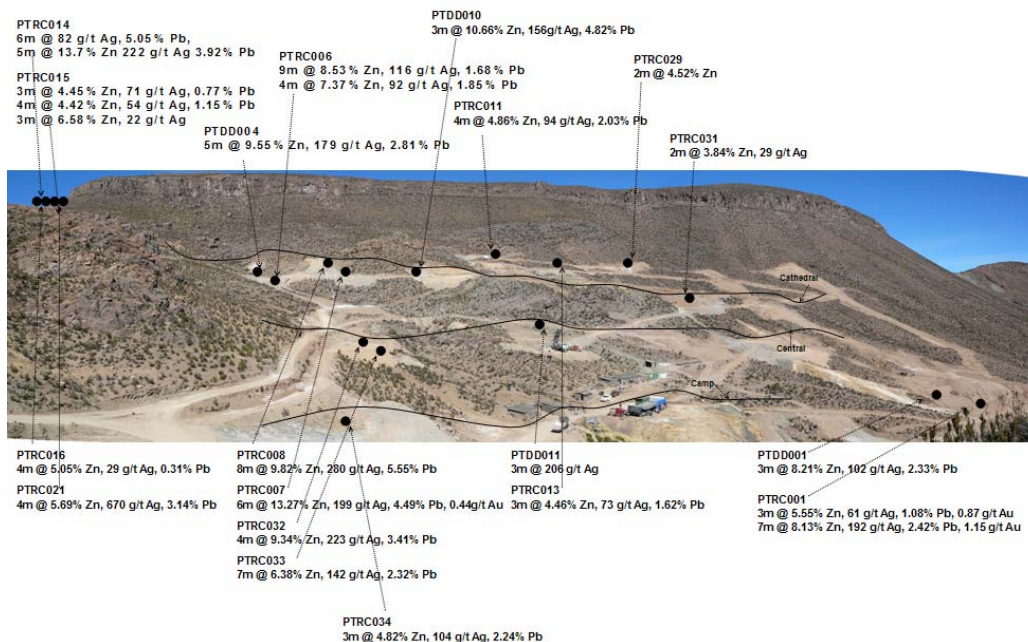 PTRC014
6m @ 82 g/t Ag, 5.05% Pb,
5m @ 13.7% Zn 222 g/t Ag 3.92% Pb
PTRC015
3m @ 4.45% Zn, 71 g/t Ag, 0.77% Pb
4m @ 4.42% Zn, 54 g/t Ag, 1.15% Pb
3m @ 6.58% Zn, 22 g/t Ag
PTRC006
9m @ 8.53% Zn, 116 g/t Ag, 1.68% Pb
4m @ 7.37% Zn, 92 g/t Ag, 1.85% Pb
PTDD004
5m @ 9.55% Zn, 179 g/t Ag, 2.81% Pb
PTDD010
3m @ 10.66% Zn, 156g/t Ag, 4.82% Pb
PTRC011
4m @ 4.86% Zn, 94 g/t Ag, 2.03% Pb
PTRC029
2m @ 4.52% Zn
PTRC031
2m @ 3.84% Zn, 29 g/t Ag
Cathedral
Central
Camp
PTRC016
4m @ 5.05% Zn, 29 g/t Ag, 0.31% Pb
PTRC021
4m @ 5.69% Zn, 670 g/t Ag, 3.14% Pb
PTRC008
8m @ 9.82% Zn, 280 g/t Ag, 5.55% Pb
PTRC007
6m @ 13.27% Zn, 199 g/t Ag, 4.49% Pb, 0.44g/t Au
PTRC032
4m @ 9.34% Zn, 223 g/t Ag, 3.41% Pb
PTRC033
7m @ 6.38% Zn, 142 g/t Ag, 2.32% Pb
PTRC034
3m @ 4.82% Zn, 104 g/t Ag, 2.24% Pb
PTDD011
3m @ 206 g/t Ag
PTRC013
3m @ 4.46% Zn, 73 g/t Ag, 1.62% Pb
PTDD001
3m @ 8.21% Zn, 102 g/t Ag, 2.33% Pb
PTRC001
3m @ 5.55% Zn, 61 g/t Ag, 1.08% Pb, 0.87 g/t Au
7m @ 8.13% Zn, 192 g/t Ag, 2.42% Pb, 1.15 g/t Au